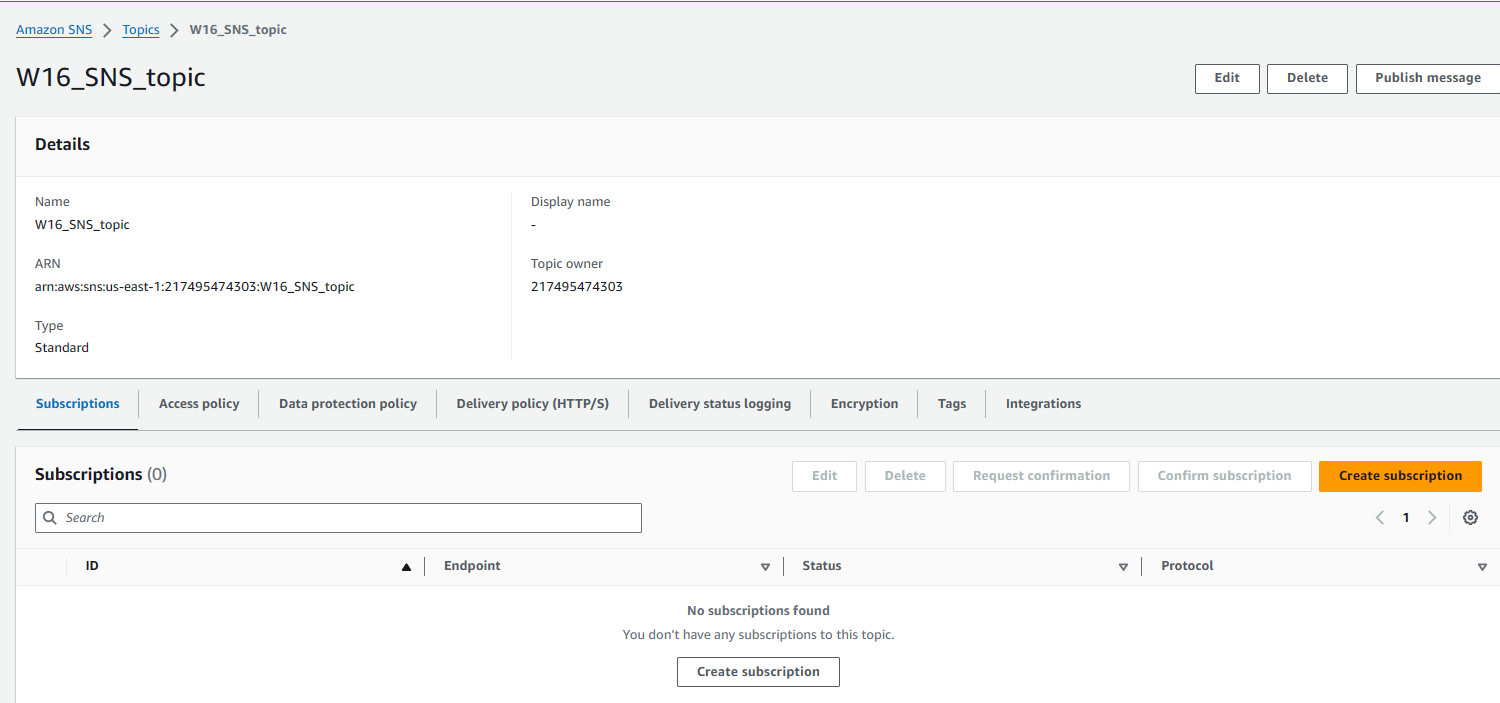 Amazon SNS > Topics > W16_SNS_topic
W16_SNS_topic
Edit Delete Publish message
Details
Name Display name
W16_SNS_topic -
ARN Topic owner
arn:aws:sns:us-east-1:217495474303:W16_SNS_topic 217495474303
Type
Standard
Subscriptions Access policy Data protection policy Delivery policy (HTTP/S) Delivery status logging Encryption Tags Integrations
Subscriptions (0) Edit Delete Request confirmation Confirm subscription Create subscription
Search 1
ID Endpoint Status Protocol
No subscriptions found
You don't have any subscriptions to this topic.
Create subscription